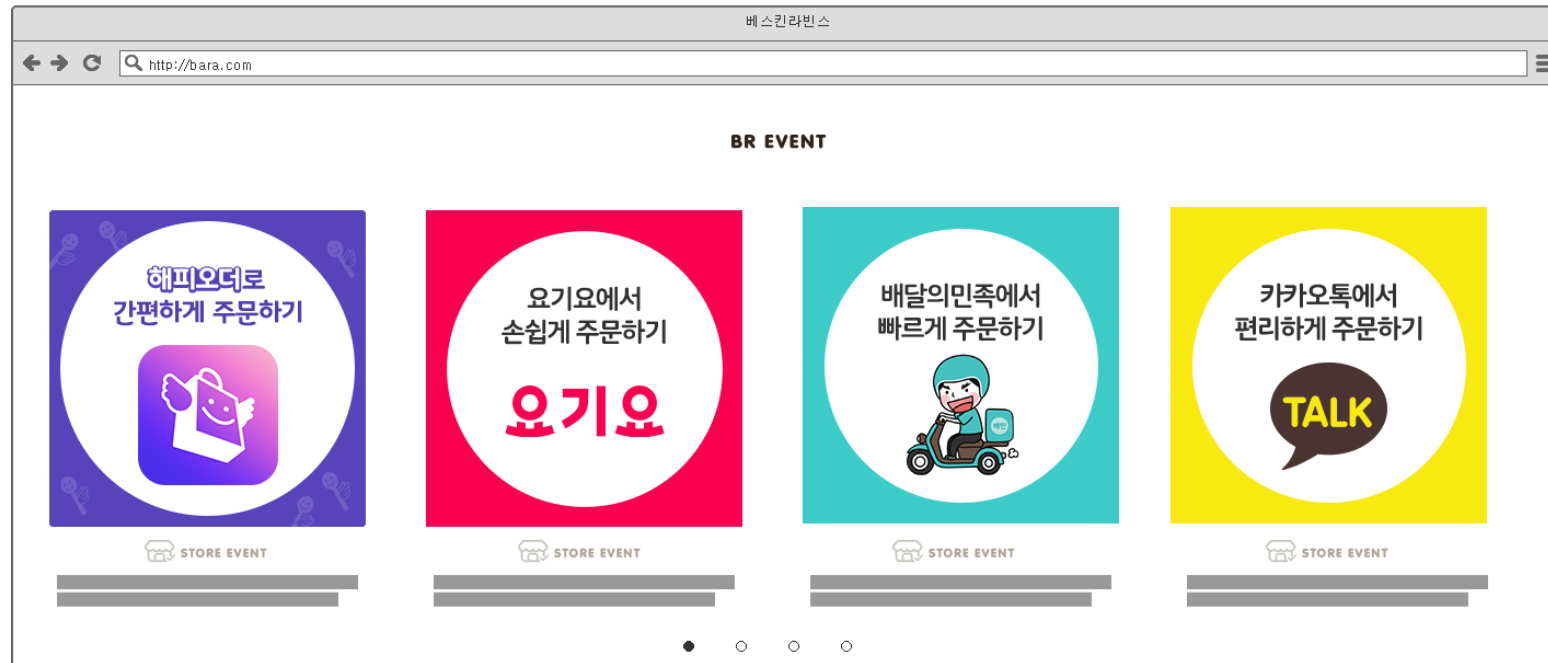 베스킨라빈스
http://bara.com
BR EVENT
해피오더로
간편하게 주문하기
요기요에서
손쉽게 주문하기
요기요
배달의민족에서
빠르게 주문하기
배민
카카오톡에서
편리하게 주문하기
TALK
STORE EVENT
STORE EVENT
STORE EVENT
STORE EVENT